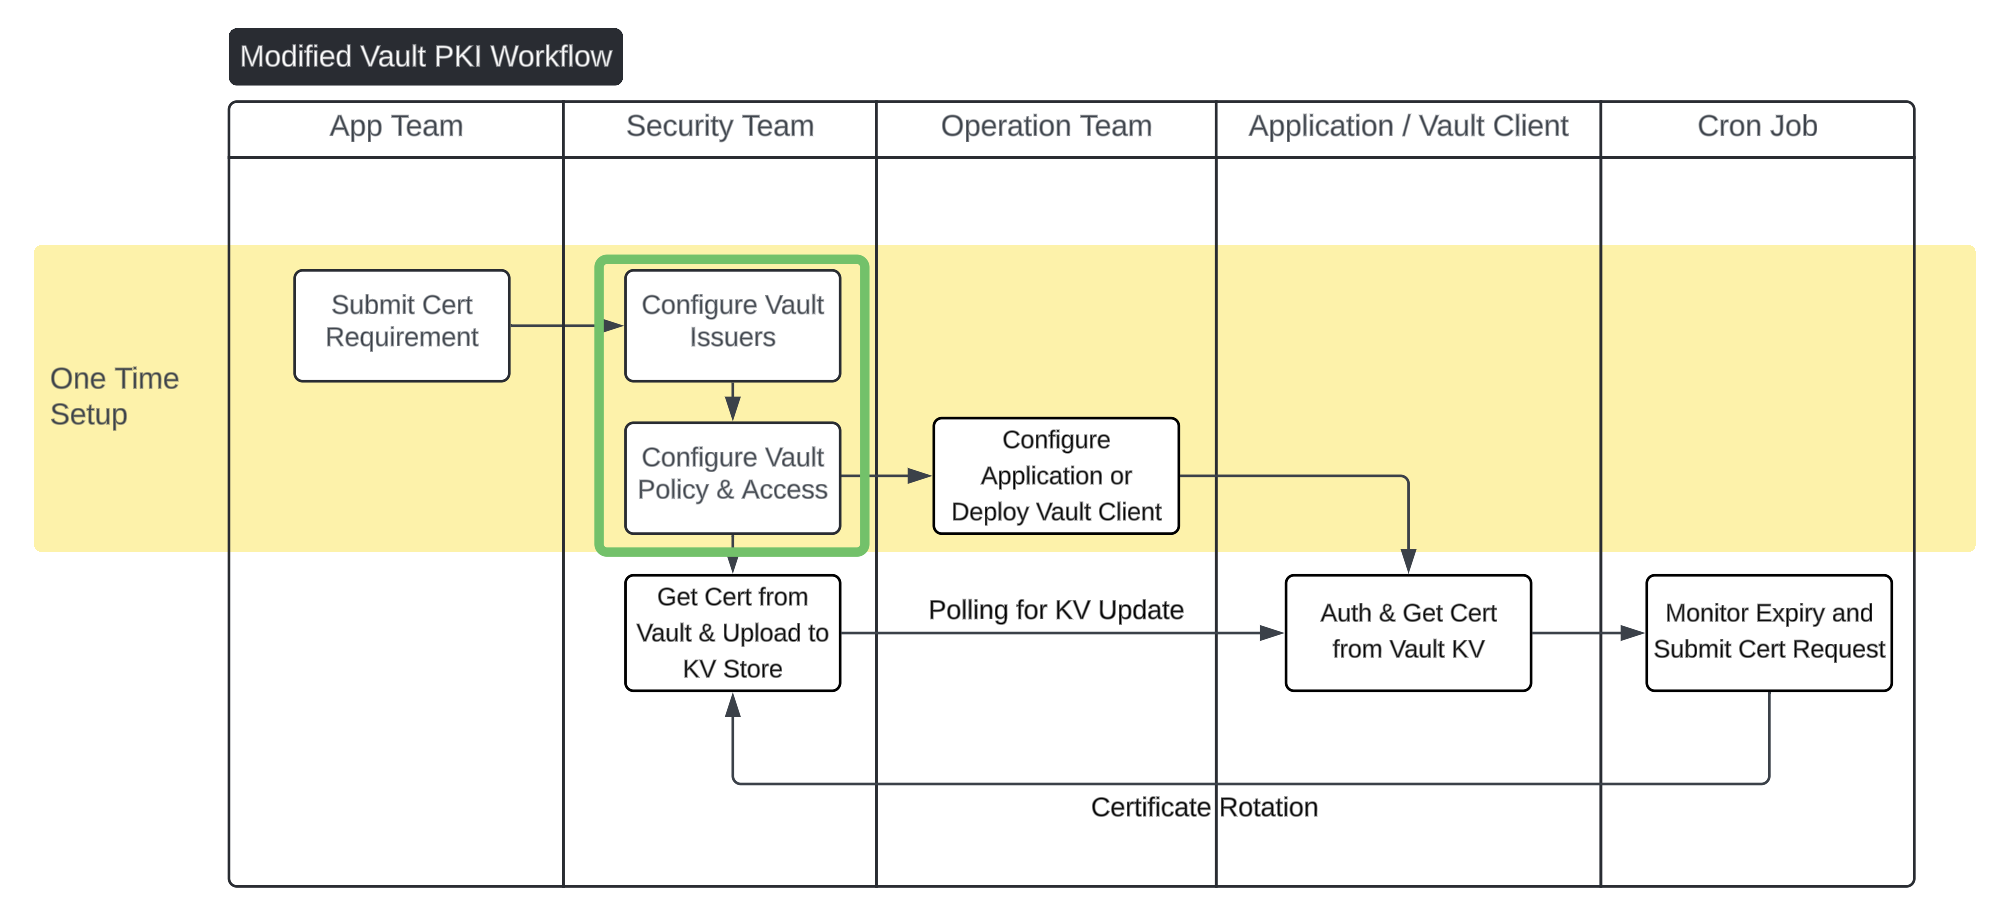 Modified Vault PKI Workflow
App Team
Security Team
Operation Team
Application / Vault Client
Cron Job
One Time
Setup
Submit Cert
Requirement
Configure Vault
Issuers
Configure Vault
Policy & Access
Configure
Application or
Deploy Vault Client
Get Cert from
Vault & Upload to
KV Store
Polling for KV Update
Auth & Get Cert
from Vault KV
Monitor Expiry and
Submit Cert Request
Certificate Rotation